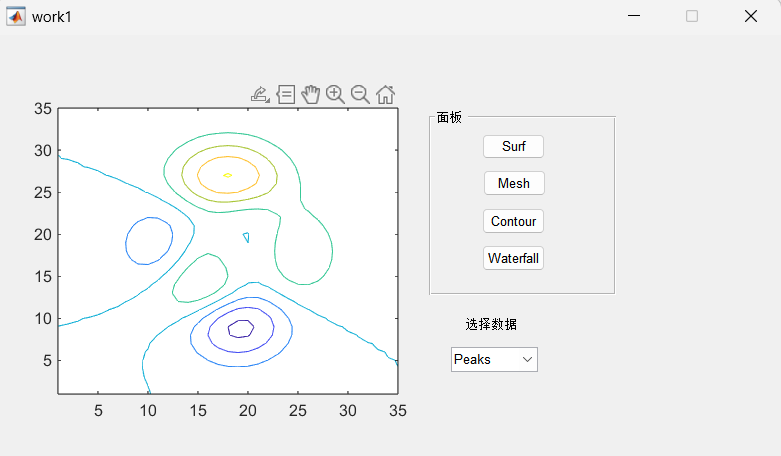 work1
35
30
25
20
15
10
5
5 10 15 20 25 30 35
面板
Surf
Mesh
Contour
Waterfall
选择数据
Peaks